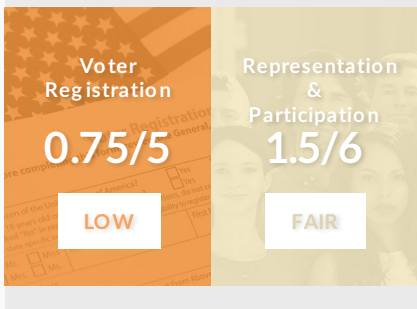 Voter
Registration
0.75/5
LOW
Representation
&
Participation
1.5/6
FAIR